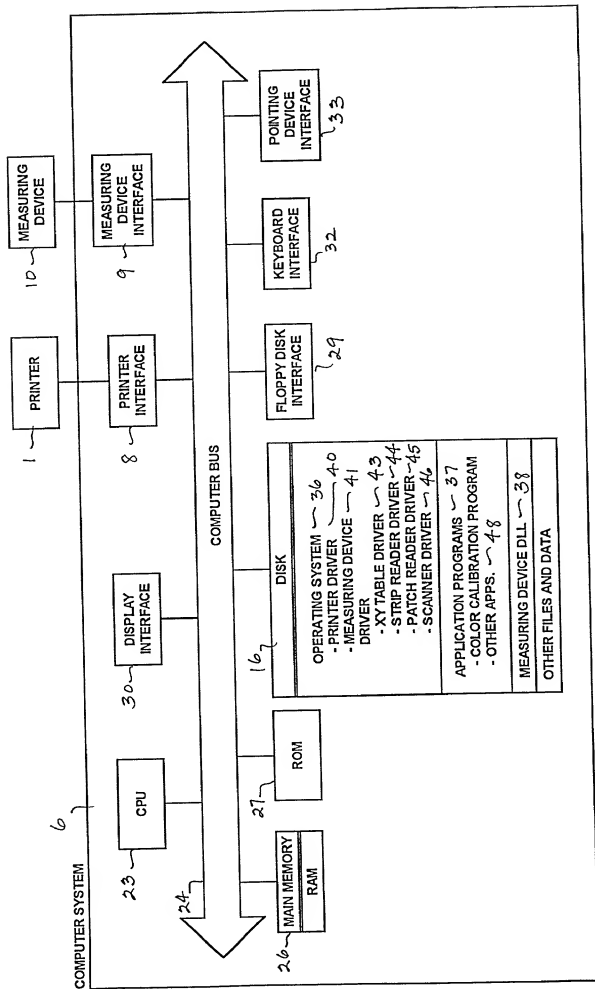 COMPUTER SYSTEM
6
PRINTER
1
MEASURING
DEVICE
10
CPU
23
DISPLAY
INTERFACE
30
PRINTER
INTERFACE
8
MEASURING
DEVICE
INTERFACE
9
24
COMPUTER BUS
MAIN MEMORY
RAM
26
ROM
27
DISK
16
OPERATING SYSTEM 36
- PRINTER DRIVER 40
- MEASURING DEVICE 41
DRIVER
- XY TABLE DRIVER 43
- STRIP READER DRIVER 44
- PATCH READER DRIVER 45
- SCANNER DRIVER 46
APPLICATION PROGRAMS 37
- COLOR CALIBRATION PROGRAM
- OTHER APPS. 48
MEASURING DEVICE DLL 38
OTHER FILES AND DATA
FLOPPY DISK
INTERFACE
29
KEYBOARD
INTERFACE
32
POINTING
DEVICE
INTERFACE
33